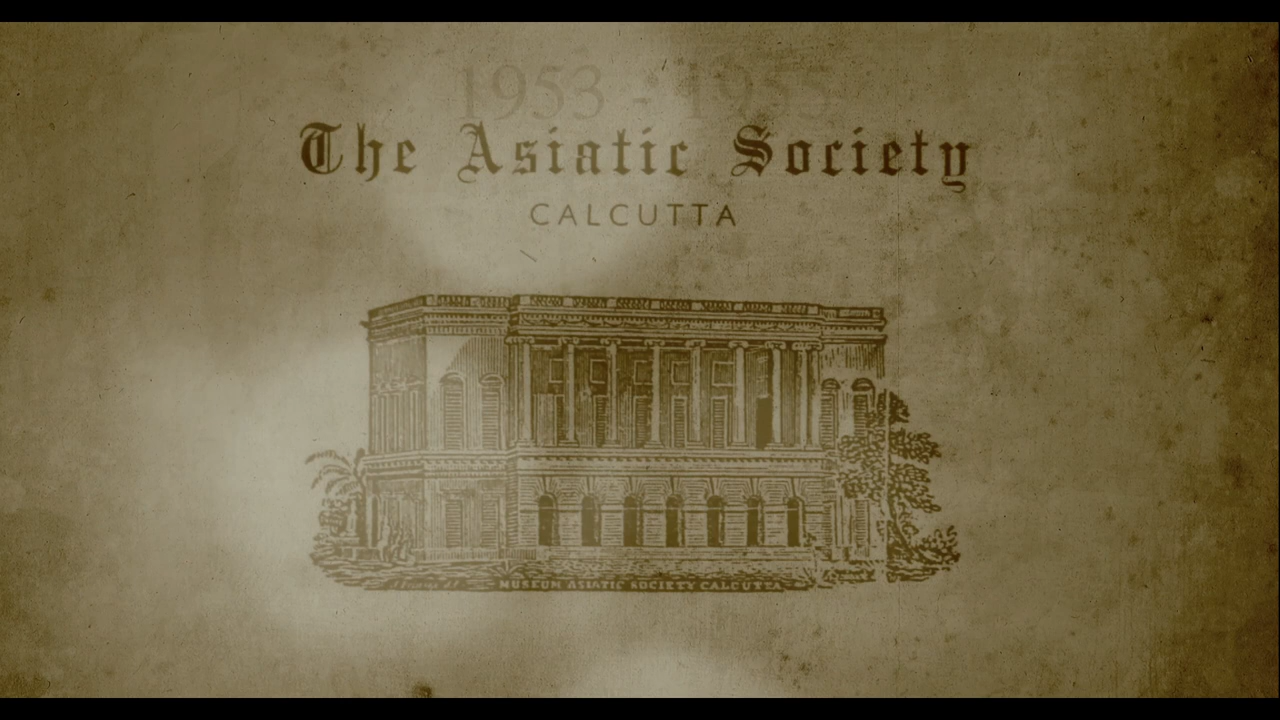 1953 - 1955
The Asiatic Society
CALCUTTA
MUSEUM ASIATIC SOCIETY CALCUTTA